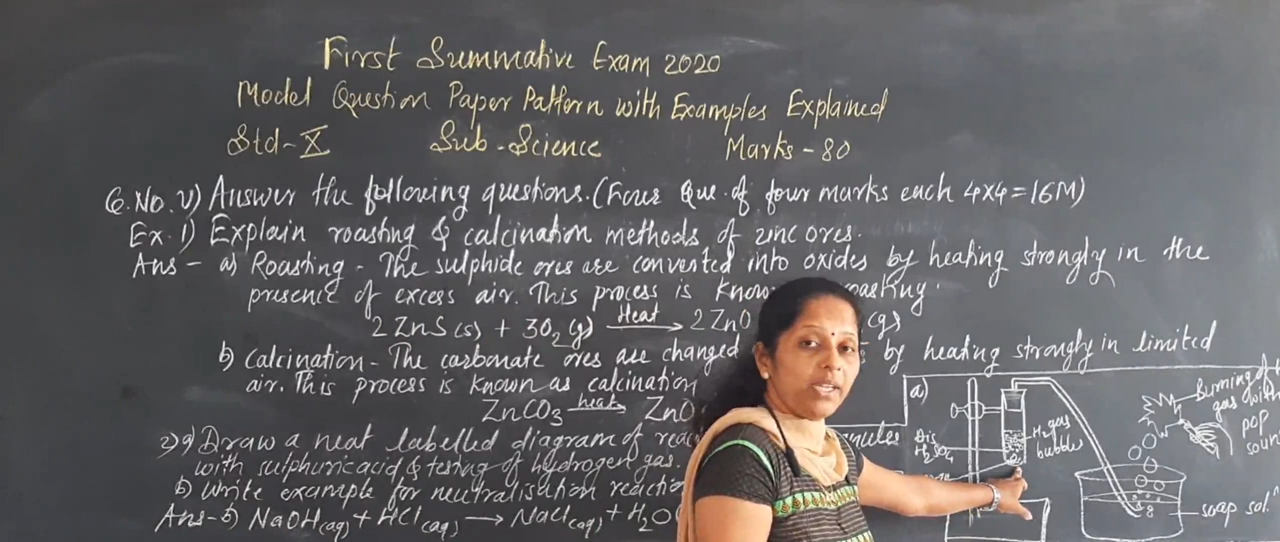 First Summative Exam 2020
Model Question Paper Pattern with Examples Explained
Std-X Sub-Science Marks-80
Q.No.V) Answer the following questions. (Four Que. of four marks each 4x4=16M)
Ex. 1) Explain roasting & calcination methods of zinc ores.
Ans - a) Roasting - The sulphide ores are converted into oxides by heating strongly in the
presence of excess air. This process is
2ZnS(s) + 3O2(g) Heat → 2ZnO (g)
b) Calcination - The carbonate ores are changed by heating strongly in limited
air. This process is known as calcination
ZnCO3 heat → ZnO
2) a) Draw a neat labelled diagram of
with sulphuric acid & testing of hydrogen gas.
b) Write example for neutralisation
Ans-b) NaOH(aq) + HCl(aq) → NaCl(aq) + H2O
a)
Dis H2SO4
H2 gas
bubble
Burning of
gas with
pop
soap sol.